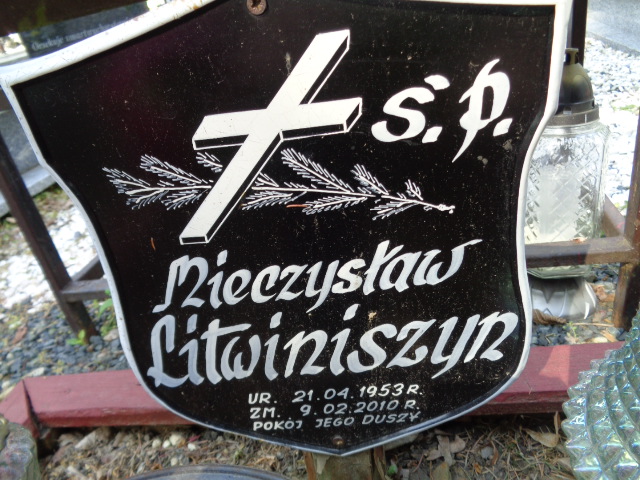 Ś. P.
Mieczysław
Litwiniszyn
UR. 21.04.1953 R.
ZM. 9.02.2010 R.
POKÓJ JEGO DUSZY